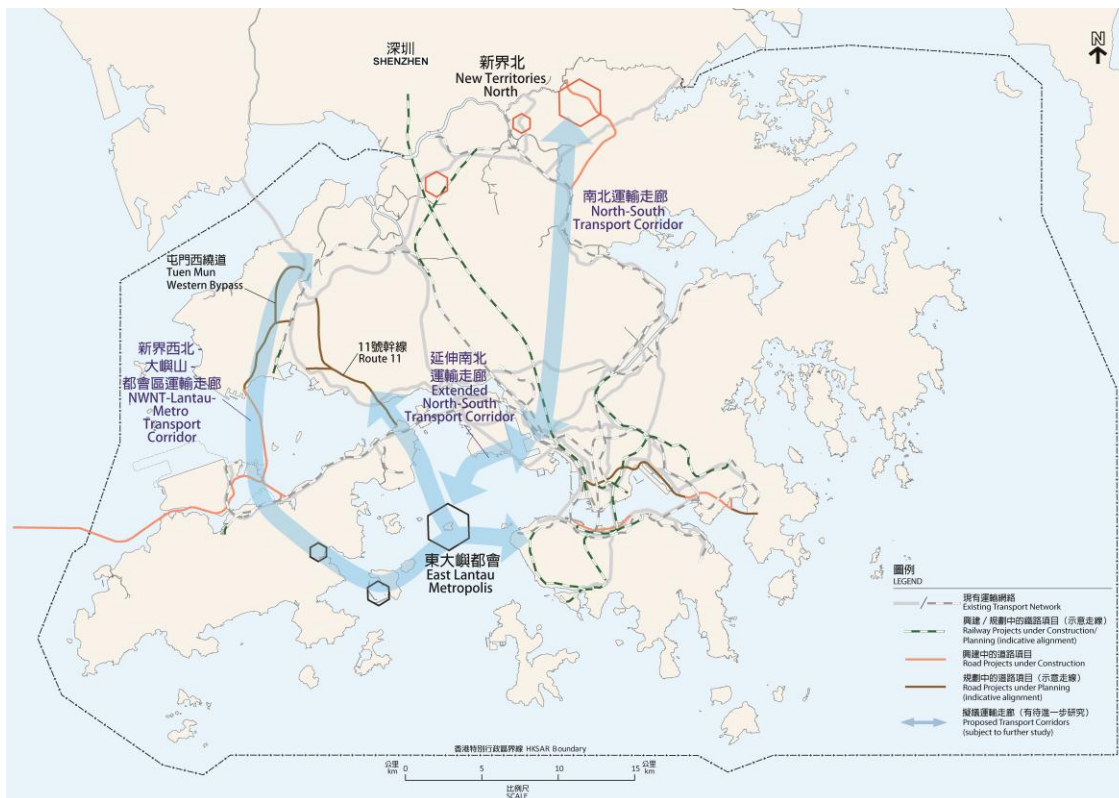 深圳
SHENZHEN
新界北
New Territories
North
N
南北運輸走廊
North-South
Transport Corridor
屯門西繞道
Tuen Mun
Western Bypass
11號幹線
Route 11
新界西北 -
大嶼山 -
都會區運輸走廊
NWNT-Lantau-
Metro
Transport
Corridor
延伸南北
運輸走廊
Extended
North-South
Transport Corridor
東大嶼都會
East Lantau
Metropolis
圖例
LEGEND
現有運輸網絡
Existing Transport Network
興建 / 規劃中的鐵路項目（示意走線）
Railway Projects under Construction/
Planning (indicative alignment)
興建中的道路項目
Road Projects under Construction
規劃中的道路項目（示意走線）
Road Projects under Planning
(indicative alignment)
擬議運輸走廊（有待進一步研究）
Proposed Transport Corridors
(subject to further study)
香港特別行政區界線 HKSAR Boundary
公里
km
0 5 10 15
公里
km
比例尺
SCALE